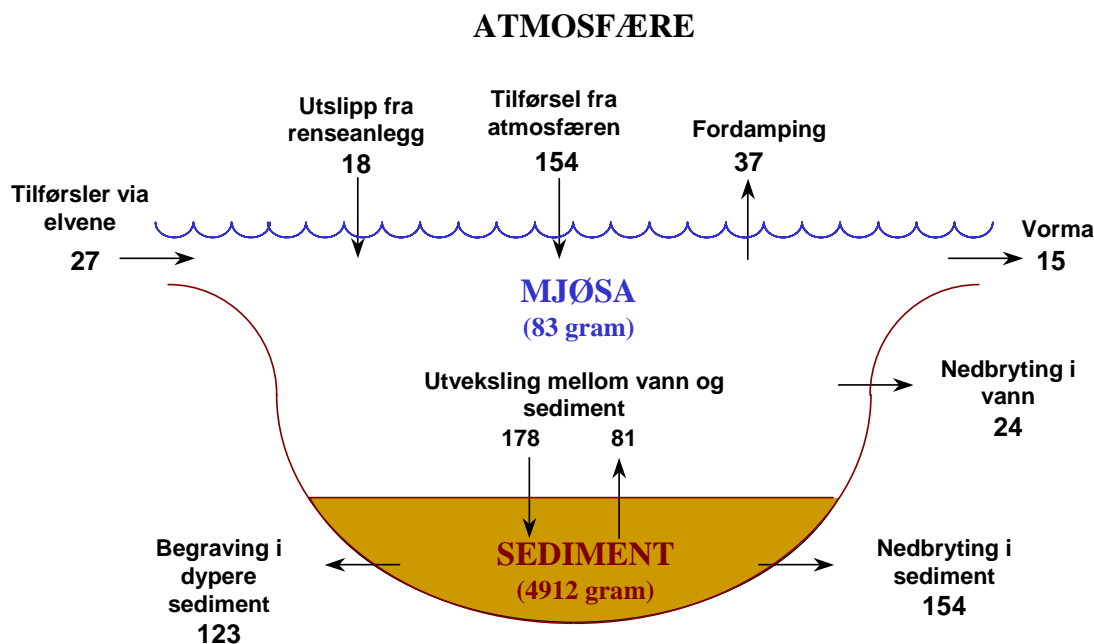 ATMOSFÆRE
Utslipp fra
renseanlegg
18
Tilførsel fra
atmosfæren
154
Fordamping
37
Tilførsler via
elvene
27
Vorma
15
MJØSA
(83 gram)
Utveksling mellom vann og
sediment
178 81
Nedbryting i
vann
24
SEDIMENT
(4912 gram)
Begraving i
dypere
sediment
123
Nedbryting i
sediment
154